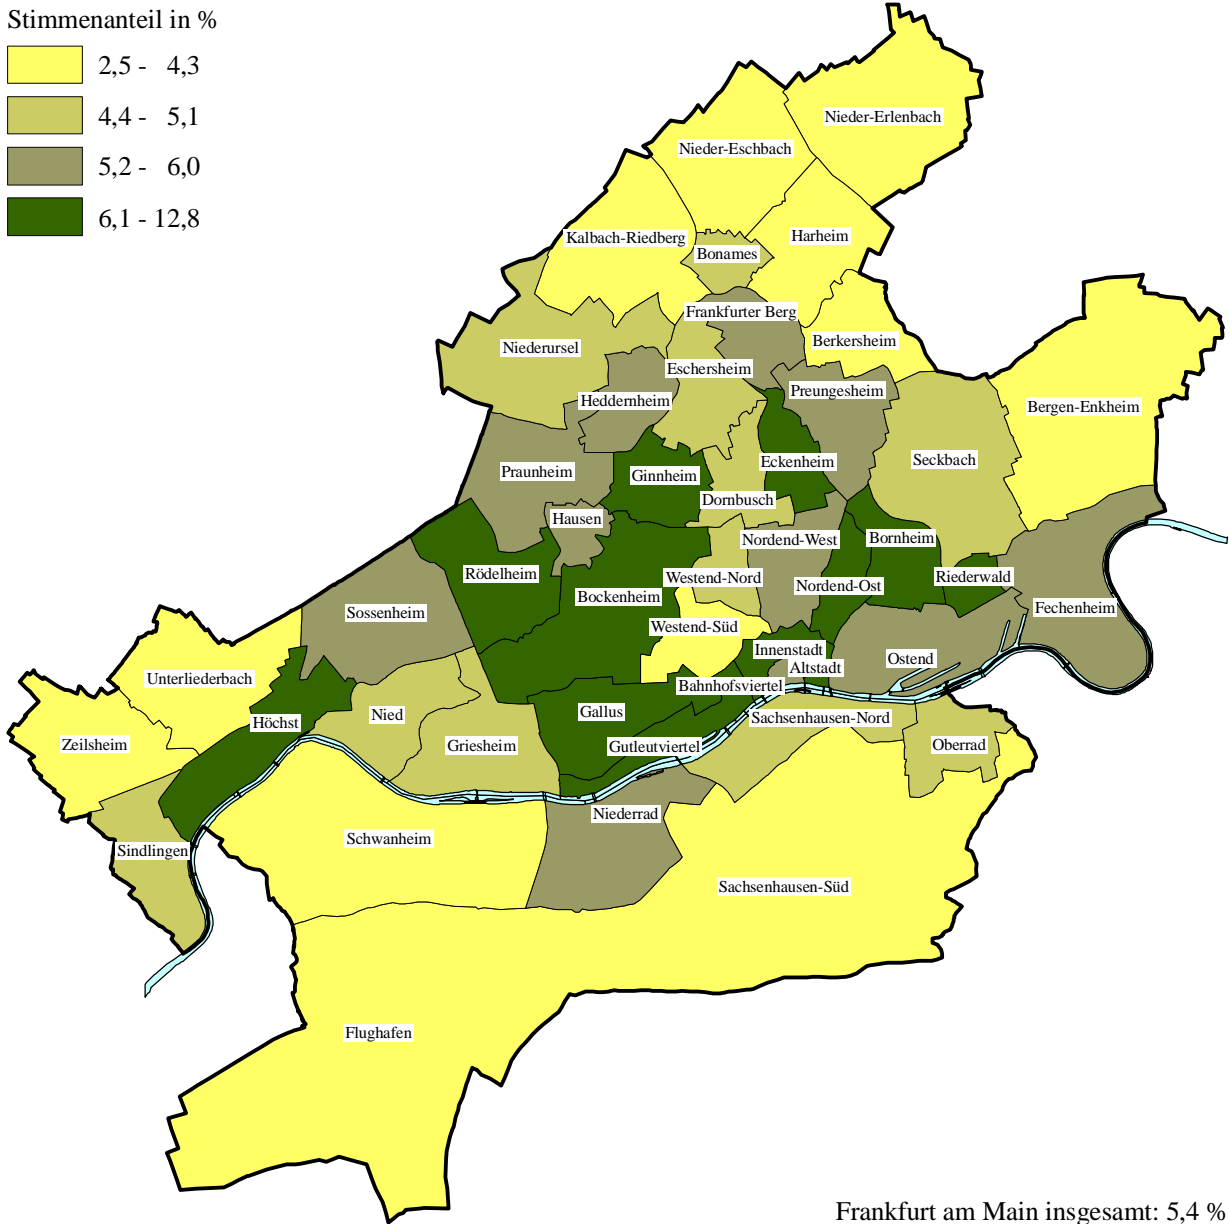 Stimmenanteil in %
2,5 - 4,3
4,4 - 5,1
5,2 - 6,0
6,1 - 12,8
Nieder-Erlenbach
Nieder-Eschbach
Kalbach-Riedberg
Harheim
Bonames
Frankfurter Berg
Berkersheim
Niederursel
Eschersheim
Preungesheim
Heddernheim
Bergen-Enkheim
Seckbach
Eckenheim
Praunheim
Ginnheim
Dornbusch
Hausen
Nordend-West
Bornheim
Rödelheim
Westend-Nord
Nordend-Ost
Riederwald
Bockenheim
Sossenheim
Fechenheim
Westend-Süd
Innenstadt
Ostend
Altstadt
Unterliederbach
Bahnhofsviertel
Gallus
Nied
Höchst
Sachsenhausen-Nord
Zeilsheim
Griesheim
Gutleutviertel
Oberrad
Niederrad
Schwanheim
Sindlingen
Sachsenhausen-Süd
Flughafen
Frankfurt am Main insgesamt: 5,4 %